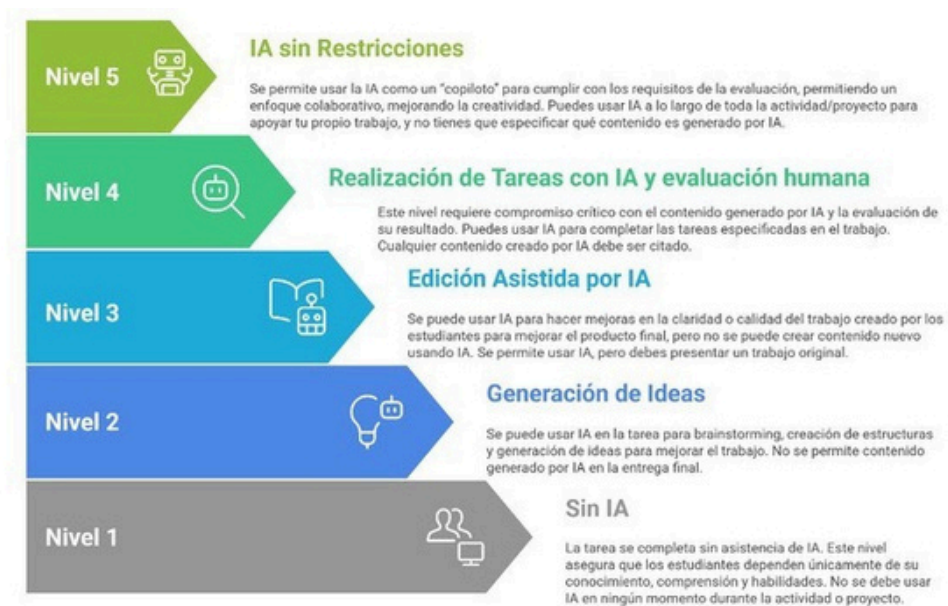 Nivel 5
IA sin Restricciones
Se permite usar la IA como un “copiloto” para cumplir con los requisitos de la evaluación, permitiendo un
enfoque colaborativo, mejorando la creatividad. Puedes usar IA a lo largo de toda la actividad/proyecto para
apoyar tu propio trabajo, y no tienes que especificar qué contenido es generado por IA.
Nivel 4
Realización de Tareas con IA y evaluación humana
Este nivel requiere compromiso crítico con el contenido generado por IA y la evaluación de
su resultado. Puedes usar IA para completar las tareas especificadas en el trabajo.
Cualquier contenido creado por IA debe ser citado.
Nivel 3
Edición Asistida por IA
Se puede usar IA para hacer mejoras en la claridad o calidad del trabajo creado por los
estudiantes para mejorar el producto final, pero no se puede crear contenido nuevo
usando IA. Se permite usar IA, pero debes presentar un trabajo original.
Nivel 2
Generación de Ideas
Se puede usar IA en la tarea para brainstorming, creación de estructuras
y generación de ideas para mejorar el trabajo. No se permite contenido
generado por IA en la entrega final.
Nivel 1
Sin IA
La tarea se completa sin asistencia de IA. Este nivel
asegura que los estudiantes dependen únicamente de su
conocimiento, comprensión y habilidades. No se debe usar
IA en ningún momento durante la actividad o proyecto.